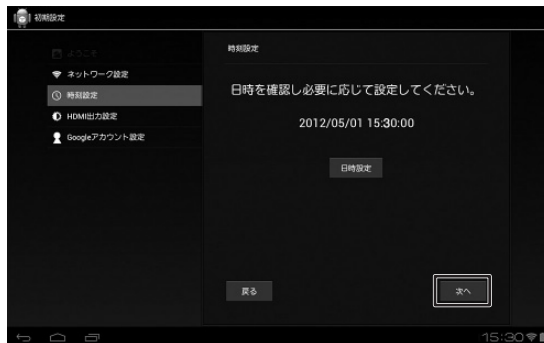 初期設定
ようこそ
ネットワーク設定
時刻設定
HDMI出力設定
Googleアカウント設定
時刻設定
日時を確認し必要に応じて設定してください。
2012/05/01 15:30:00
日時設定
戻る
次へ
15:30